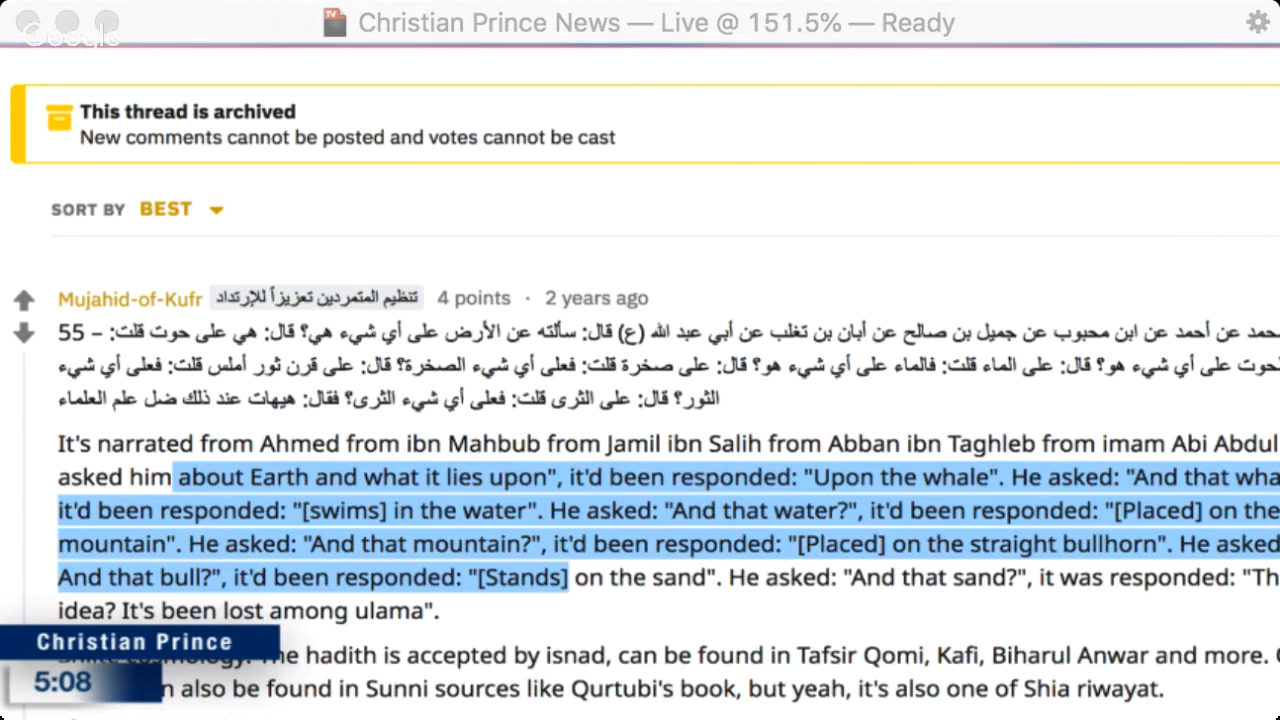 Google
Christian Prince News — Live @ 151.5% — Ready
This thread is archived
New comments cannot be posted and votes cannot be cast
SORT BY BEST
Mujahid-of-Kufr تنظيم المتمردين تعزيزاً للإرتداد 4 points · 2 years ago
حمد عن أحمد عن ابن محبوب عن جميل بن صالح عن أبان بن تغلب عن أبي عبد الله (ع) قال: سألته عن الأرض على أي شيء هي؟ قال: هي على حوت قلت: – 55
حوت على أي شيء هو؟ قال: على الماء قلت: فالماء على أي شيء هو؟ قال: على صخرة قلت: فعلى أي شيء الصخرة؟ قال: على قرن ثور أملس قلت: فعلى أي شيء
الثور؟ قال: على الثرى قلت: فعلى أي شيء الثرى؟ فقال: هيهات عند ذلك ضل علم العلماء
It's narrated from Ahmed from ibn Mahbub from Jamil ibn Salih from Abban ibn Taghleb from imam Abi Abdul
asked him about Earth and what it lies upon", it'd been responded: "Upon the whale". He asked: "And that wha
it'd been responded: "[swims] in the water". He asked: "And that water?", it'd been responded: "[Placed] on the
mountain". He asked: "And that mountain?", it'd been responded: "[Placed] on the straight bullhorn". He asked
And that bull?", it'd been responded: "[Stands] on the sand". He asked: "And that sand?", it was responded: "Th
idea? It's been lost among ulama".
Christian Prince
cosmology. The hadith is accepted by isnad, can be found in Tafsir Qomi, Kafi, Biharul Anwar and more.
5:08
also be found in Sunni sources like Qurtubi's book, but yeah, it's also one of Shia riwayat.